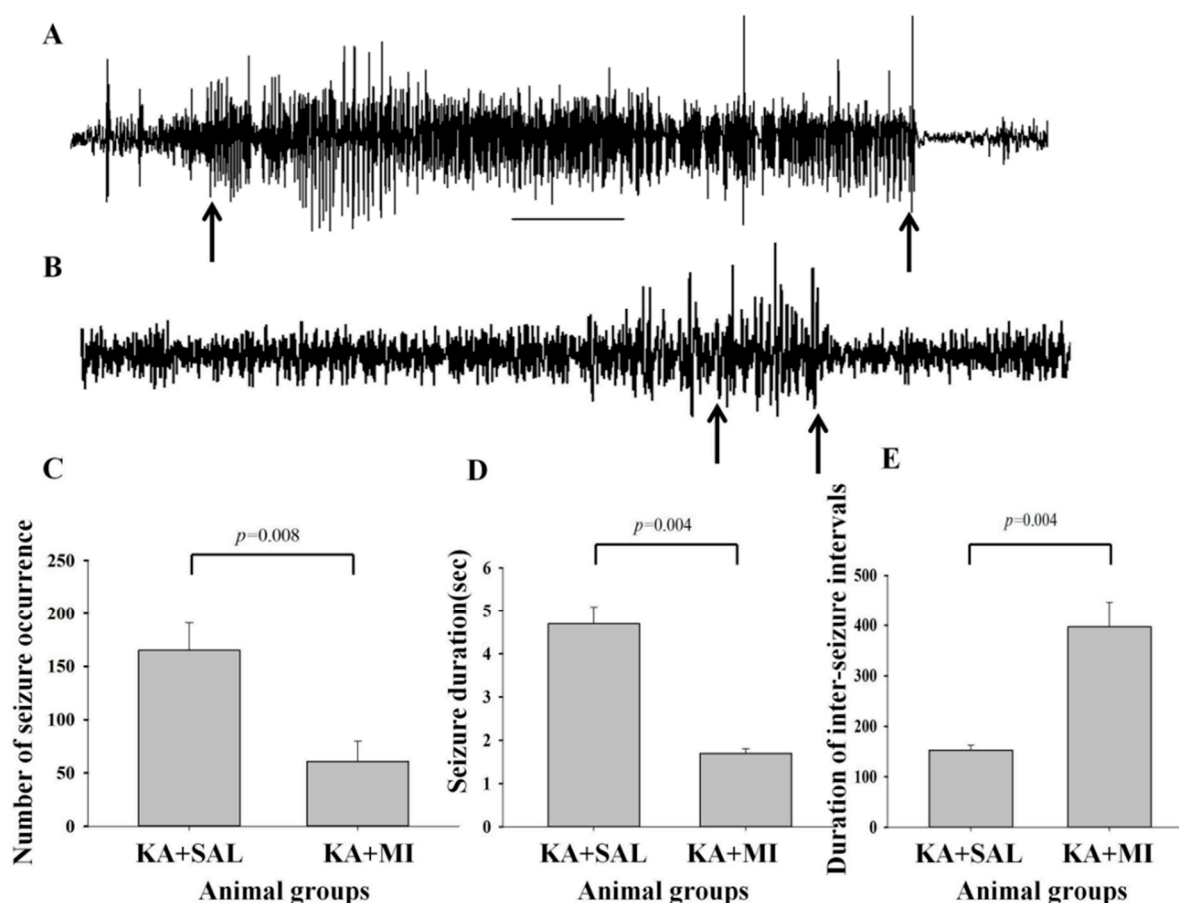 A
B
C
D
E
Number of seizure occurrence
p=0.008
250
200
150
100
50
0
KA+SAL KA+MI
Animal groups
Seizure duration(sec)
p=0.004
6
5
4
3
2
1
0
KA+SAL KA+MI
Animal groups
Duration of inter-seizure intervals
p=0.004
500
400
300
200
100
0
KA+SAL KA+MI
Animal groups